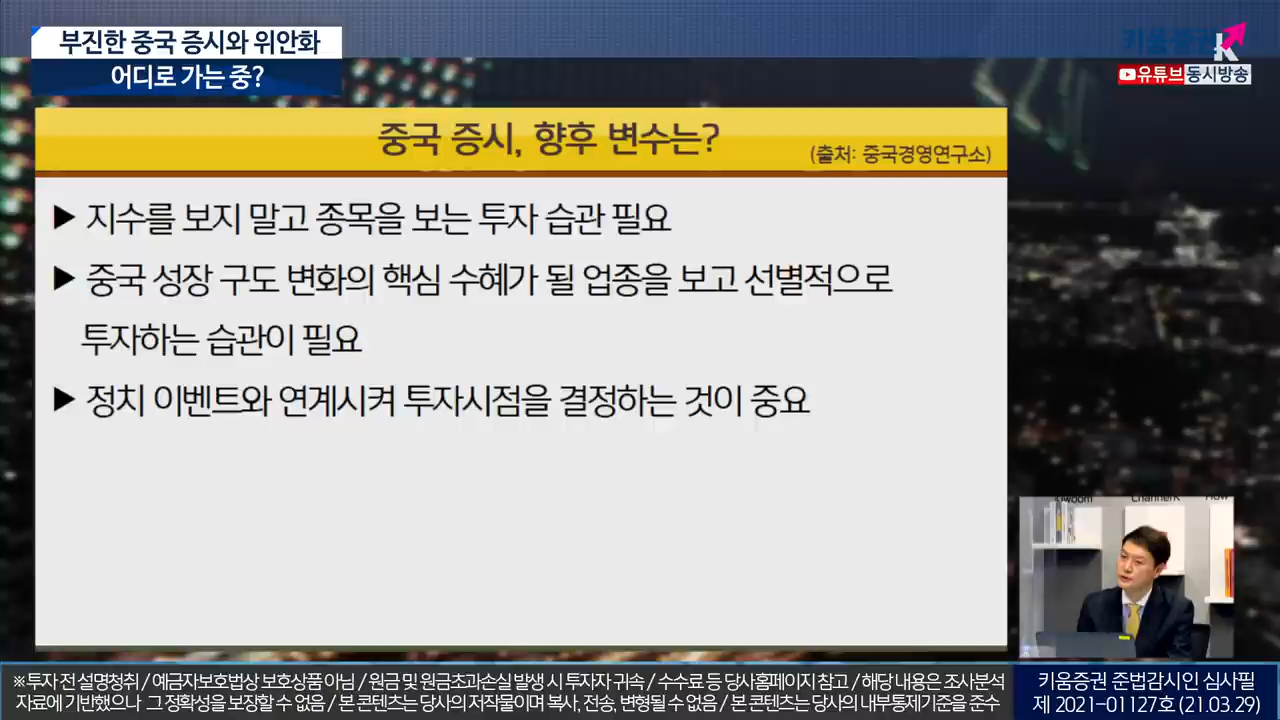 부진한 중국 증시와 위안화
어디로 가는 중?
키움증권
유튜브 동시방송
중국 증시, 향후 변수는?
(출처: 중국경영연구소)
▶ 지수를 보지 말고 종목을 보는 투자 습관 필요
▶ 중국 성장 구도 변화의 핵심 수혜가 될 업종을 보고 선별적으로
투자하는 습관이 필요
▶ 정치 이벤트와 연계시켜 투자시점을 결정하는 것이 중요
Kiwoom ChannelK
※ 투자 전 설명청취 / 예금자보호법상 보호상품 아님 / 원금 및 원금초과손실 발생 시 투자자 귀속 / 수수료 등 당사홈페이지 참고 / 해당 내용은 조사분석
자료에 기반했으나 그 정확성을 보장할 수 없음 / 본 콘텐츠는 당사의 저작물이며 복사, 전송, 변형될 수 없음 / 본 콘텐츠는 당사의 내부통제기준을 준수
키움증권 준법감시인 심사필
제 2021-01127호 (21.03.29)